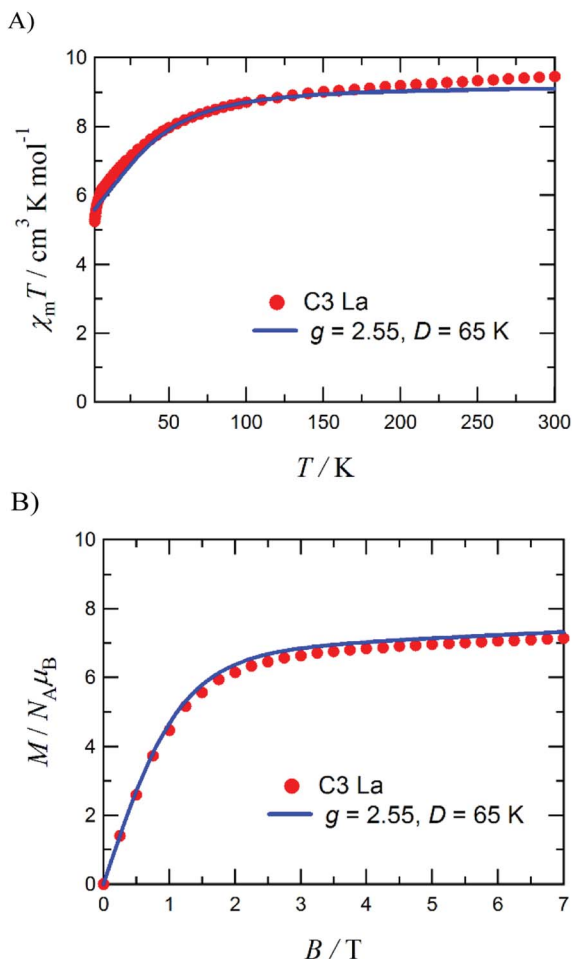 A)
10
8
6
4
2
0
χmT / cm³ K mol⁻¹
C3 La
g = 2.55, D = 65 K
50 100 150 200 250 300
T / K
B)
10
8
6
4
2
0
M / NAμB
C3 La
g = 2.55, D = 65 K
0 1 2 3 4 5 6 7
B / T